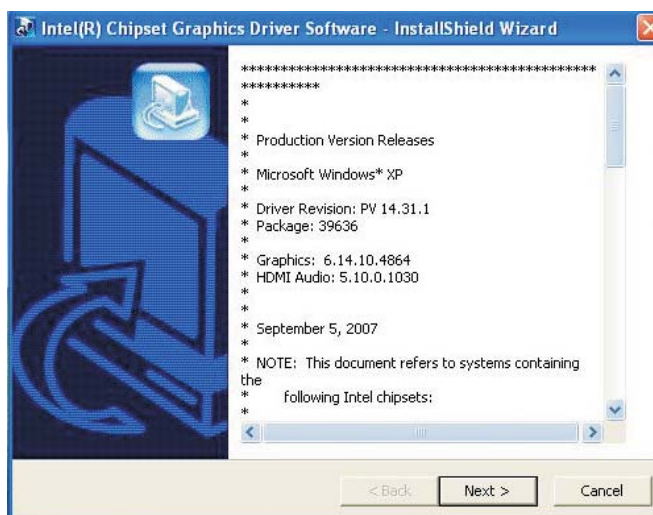 Intel(R) Chipset Graphics Driver Software - InstallShield Wizard
*********************************************
**********
*
*
* Production Version Releases
*
* Microsoft Windows* XP
*
* Driver Revision: PV 14.31.1
* Package: 39636
*
* Graphics: 6.14.10.4864
* HDMI Audio: 5.10.0.1030
*
*
* September 5, 2007
*
* NOTE: This document refers to systems containing
the
* following Intel chipsets:
*
< Back Next > Cancel